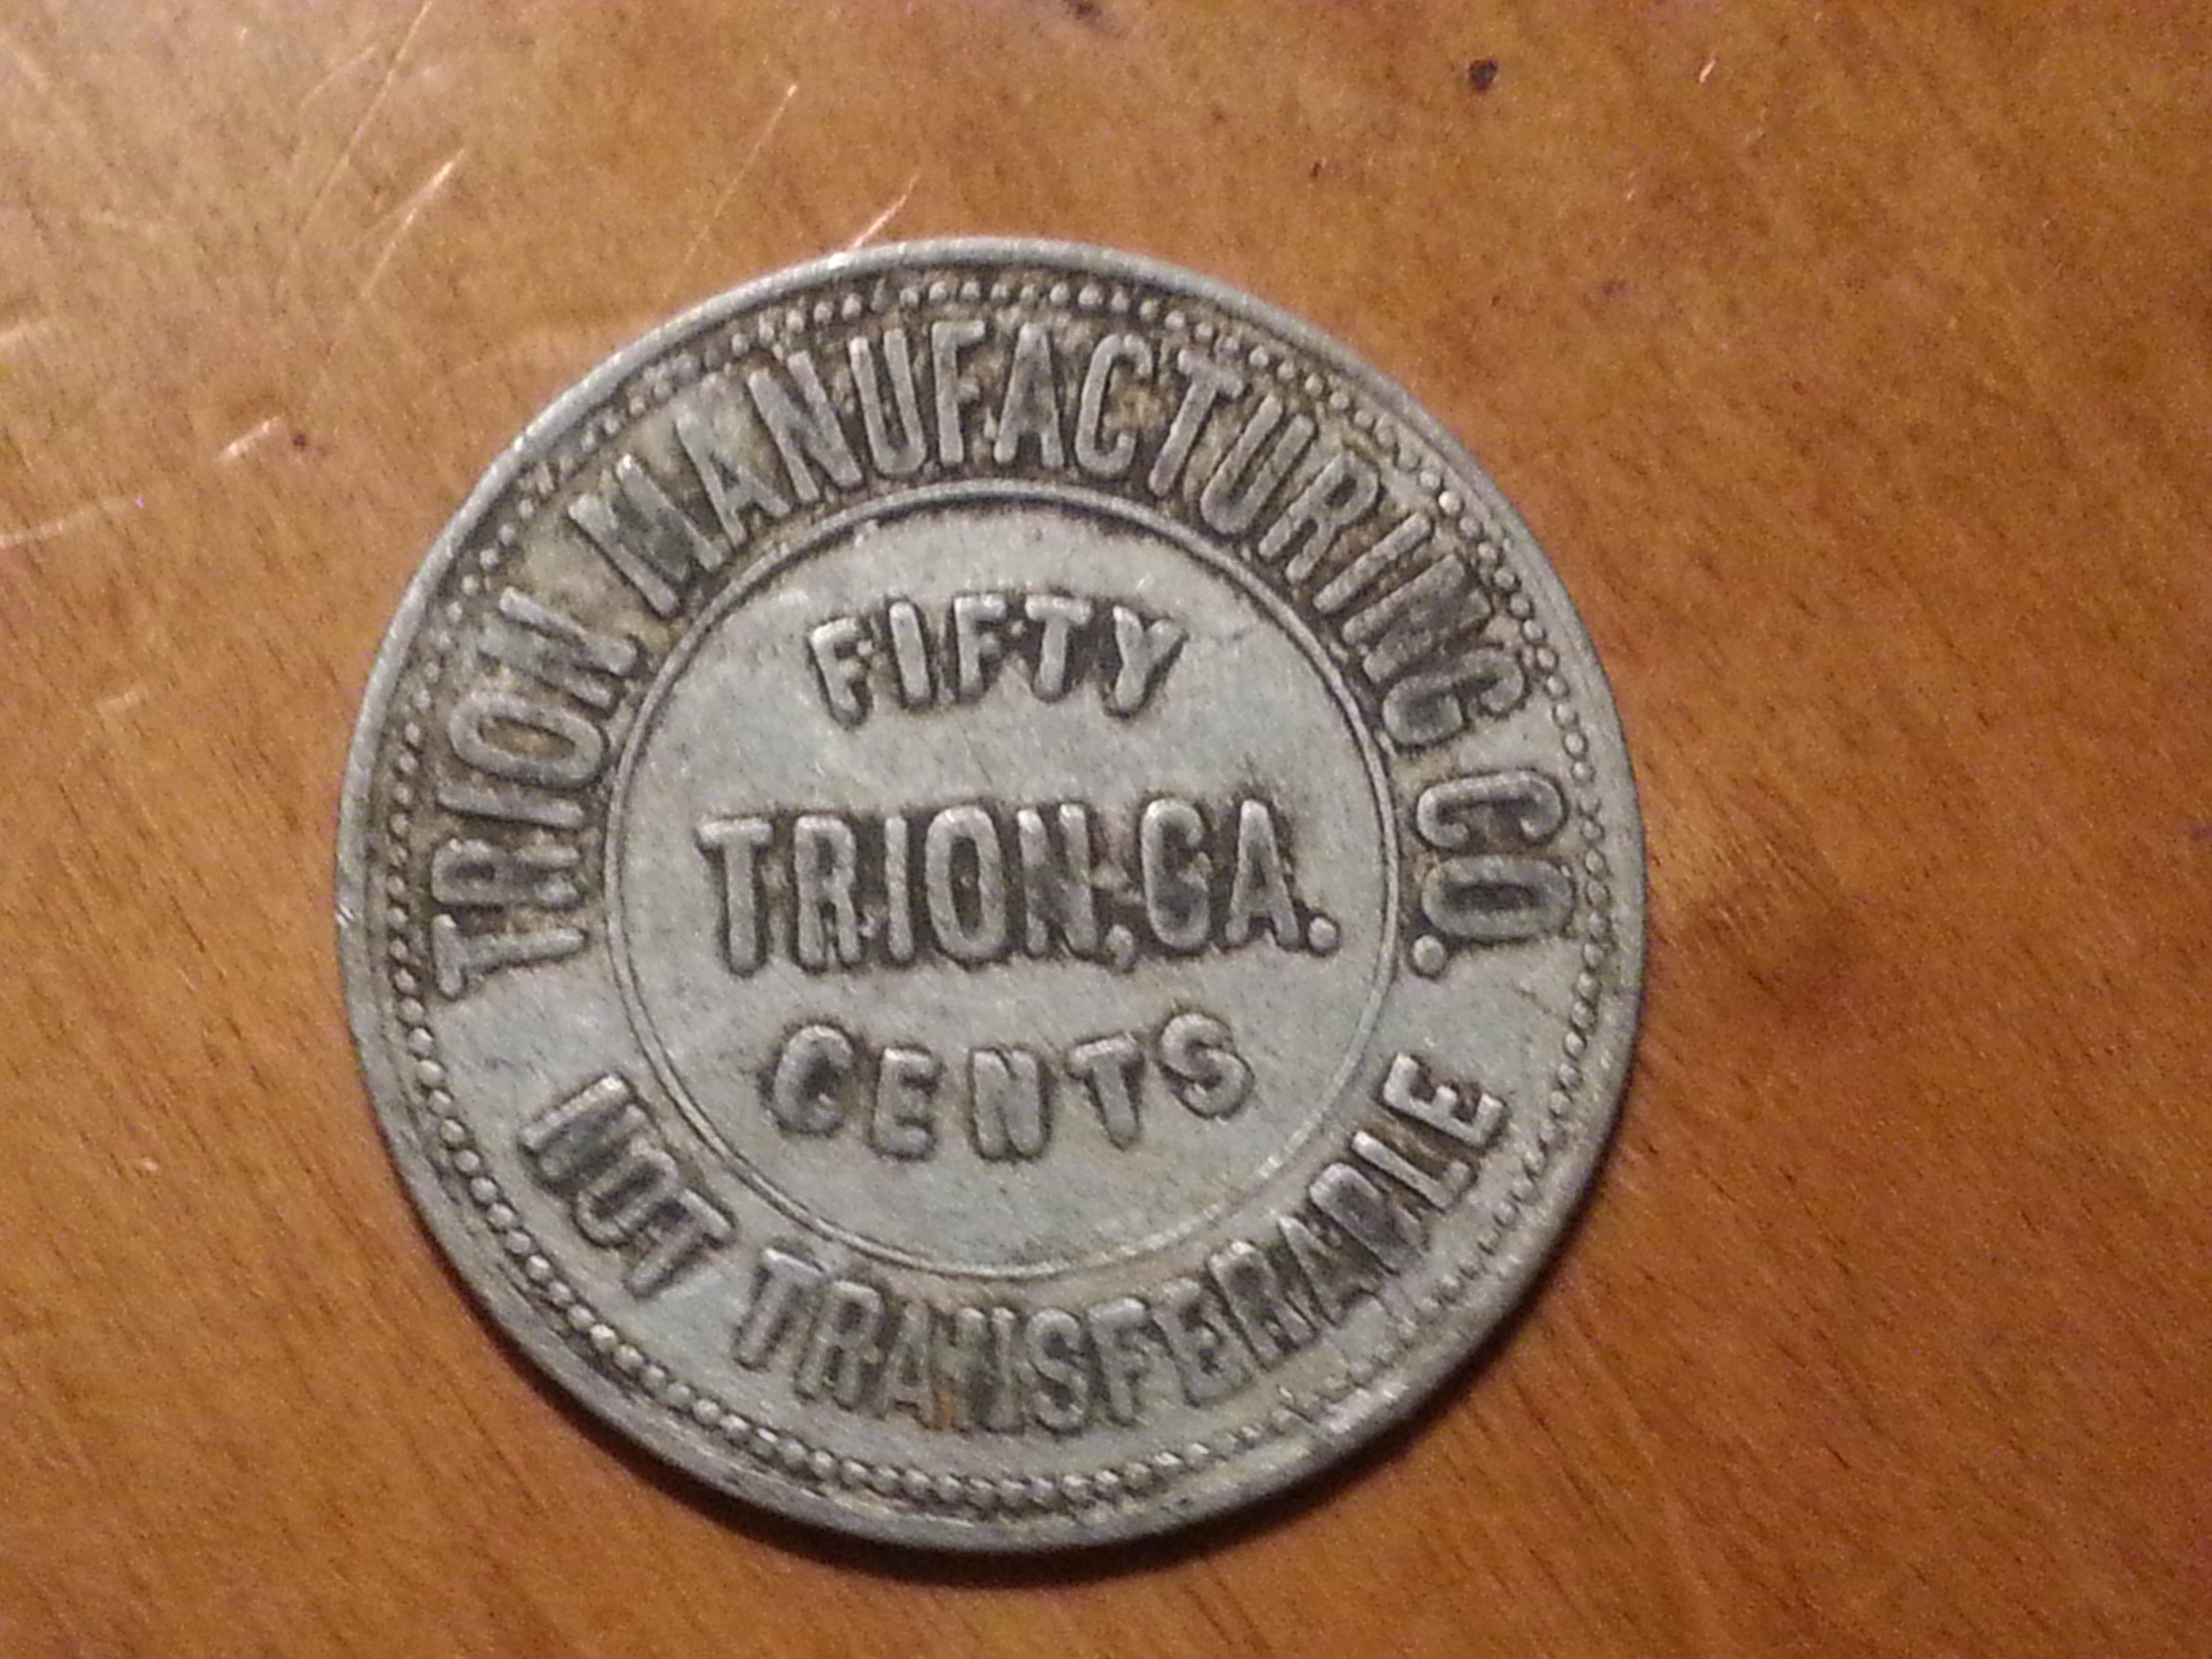 TRION MANUFACTURING CO.
FIFTY
TRION, GA.
CENTS
NOT TRANSFERABLE